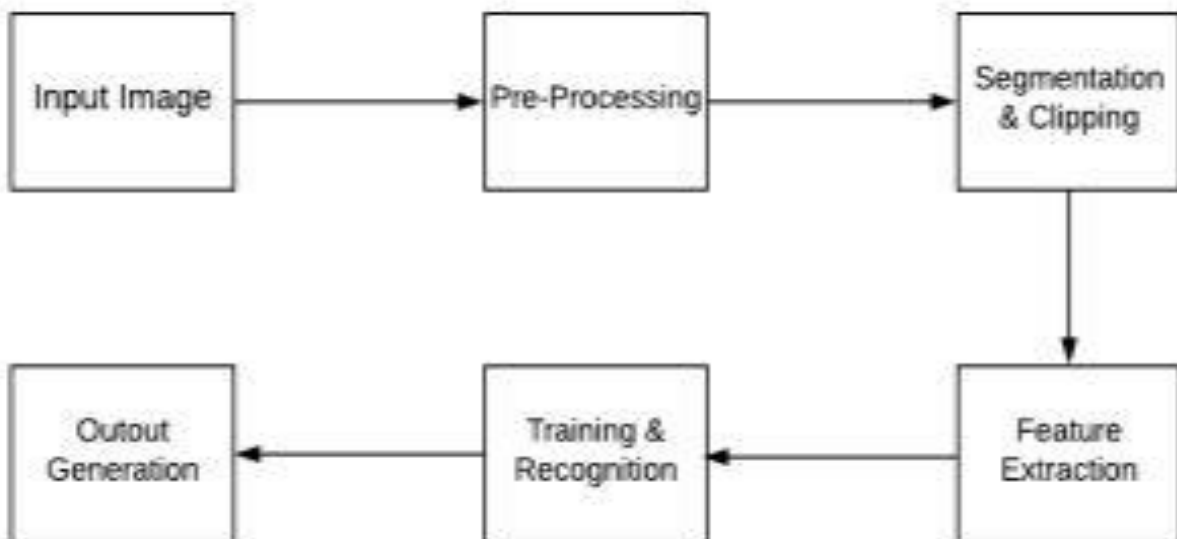 Input Image
Pre-Processing
Segmentation
& Clipping
Feature
Extraction
Training &
Recognition
Outout
Generation